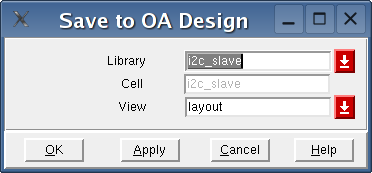 Save to OA Design
Library i2c_slave
Cell i2c_slave
View layout
OK Apply Cancel Help